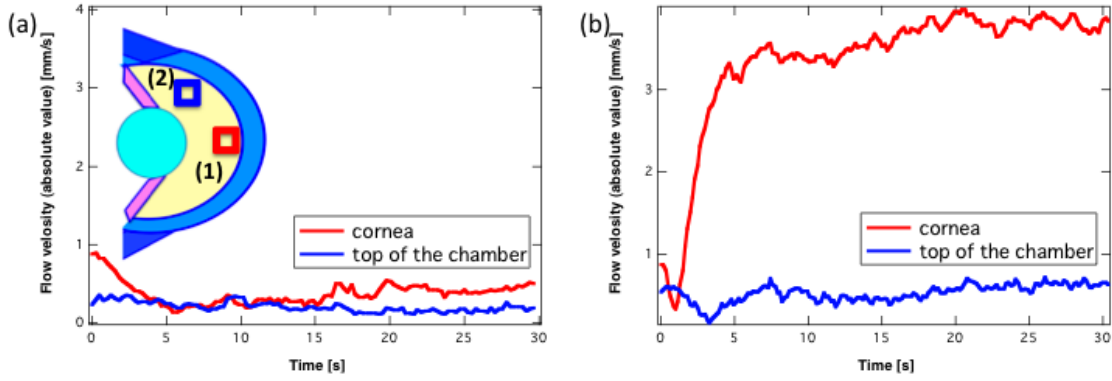 (a)
Flow velosity (absolute value) [mm/s]
4
3
2
1
0
(2)
(1)
cornea
top of the chamber
0 5 10 15 20 25 30
Time [s]
(b)
Flow velosity (absolute value) [mm/s]
3
2
1
cornea
top of the chamber
0 5 10 15 20 25 30
Time [s]